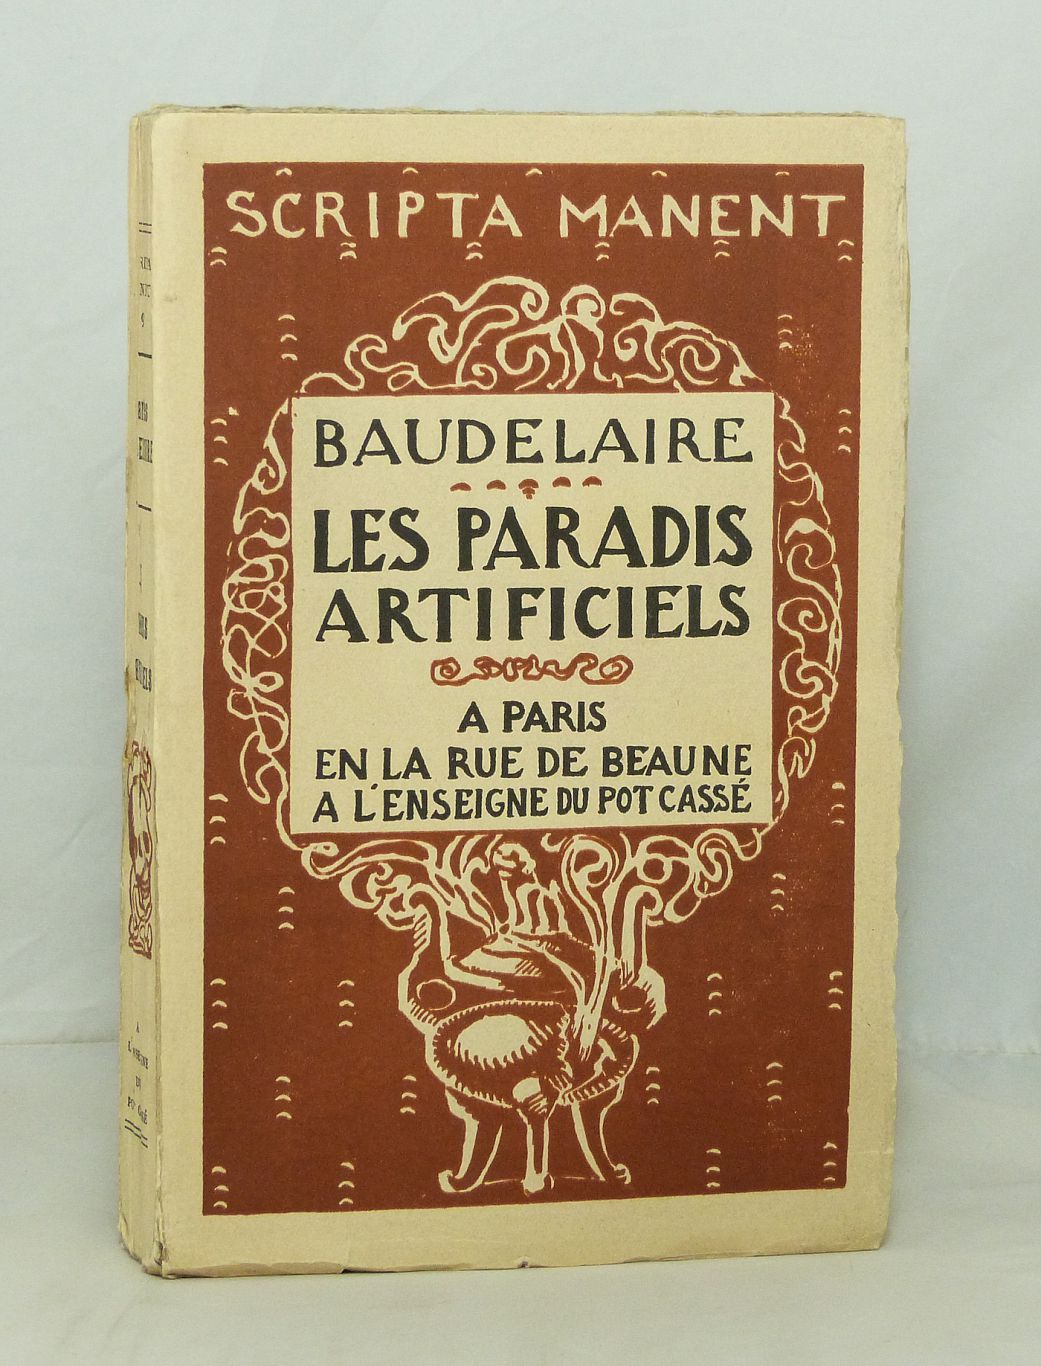 SCRIPTA MANENT
BAUDELAIRE
LES PARADIS
ARTIFICIELS
A PARIS
EN LA RUE DE BEAUNE
A L'ENSEIGNE DU POT CASSÉ